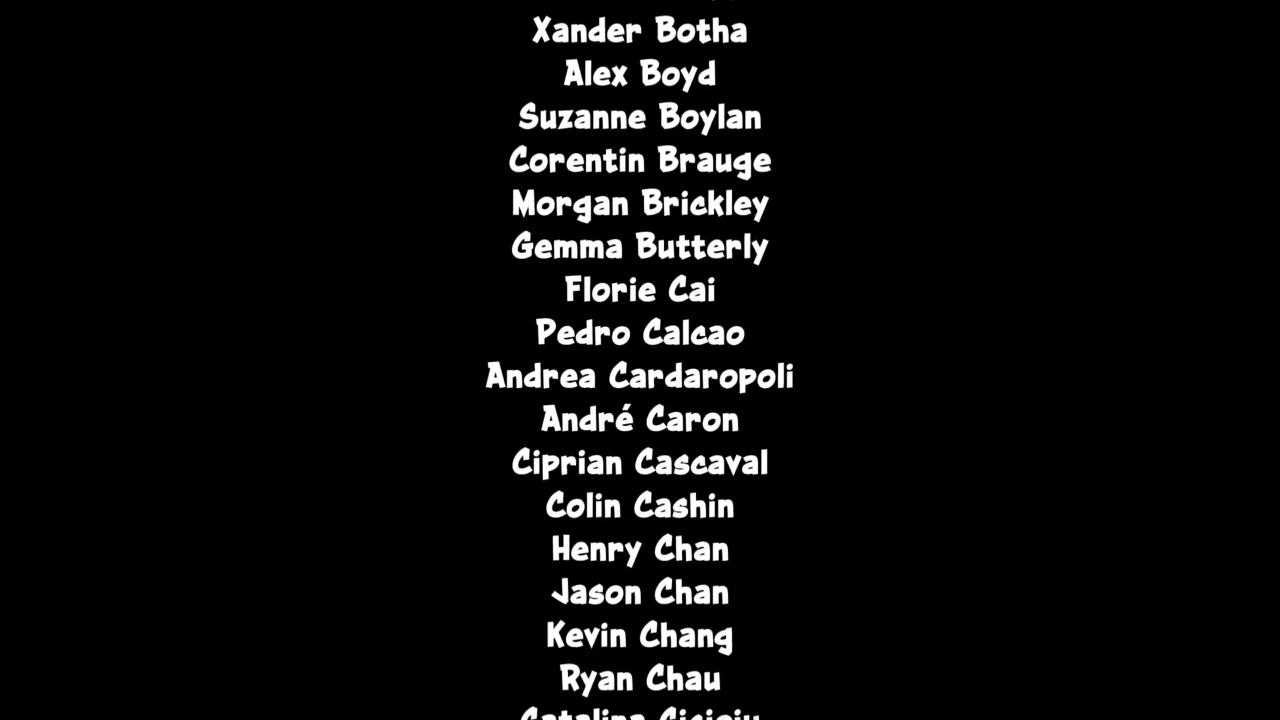 Xander Botha
Alex Boyd
Suzanne Boylan
Corentin Brauge
Morgan Brickley
Gemma Butterly
Florie Cai
Pedro Calcao
Andrea Cardaropoli
André Caron
Ciprian Cascaval
Colin Cashin
Henry Chan
Jason Chan
Kevin Chang
Ryan Chau